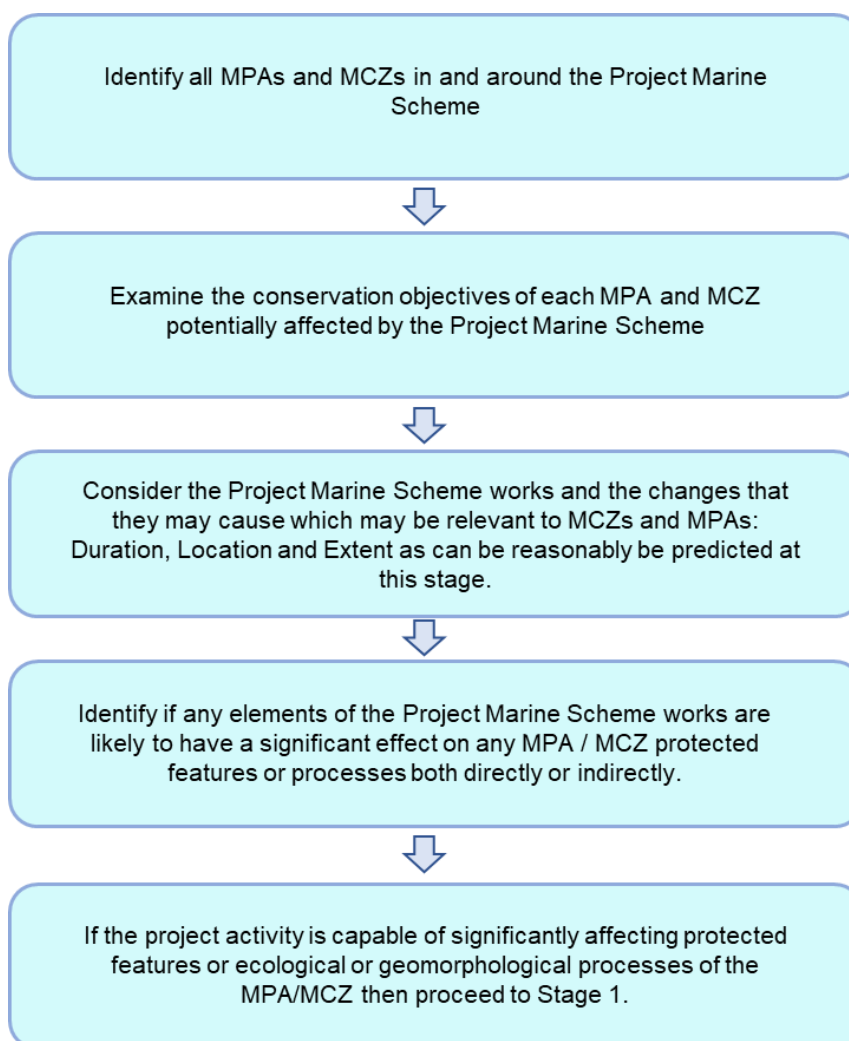 Identify all MPAs and MCZs in and around the Project Marine
Scheme
Examine the conservation objectives of each MPA and MCZ
potentially affected by the Project Marine Scheme
Consider the Project Marine Scheme works and the changes that
they may cause which may be relevant to MCZs and MPAs:
Duration, Location and Extent as can be reasonably be predicted at
this stage.
Identify if any elements of the Project Marine Scheme works are
likely to have a significant effect on any MPA / MCZ protected
features or processes both directly or indirectly.
If the project activity is capable of significantly affecting protected
features or ecological or geomorphological processes of the
MPA/MCZ then proceed to Stage 1.